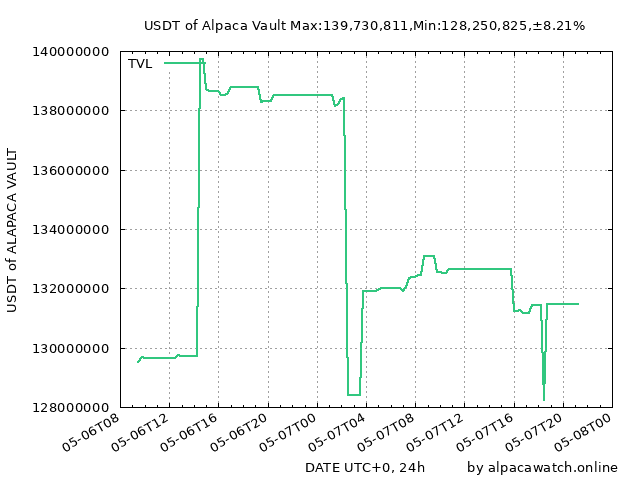 USDT of Alpaca Vault Max:139,730,811,Min:128,250,825,±8.21%
TVL
USDT of ALAPACA VAULT
140000000
138000000
136000000
134000000
132000000
130000000
128000000
05-06T08
05-06T12
05-06T16
05-06T20
05-07T00
05-07T04
05-07T08
05-07T12
05-07T16
05-07T20
05-08T00
DATE UTC+0, 24h
by alpacawatch.online